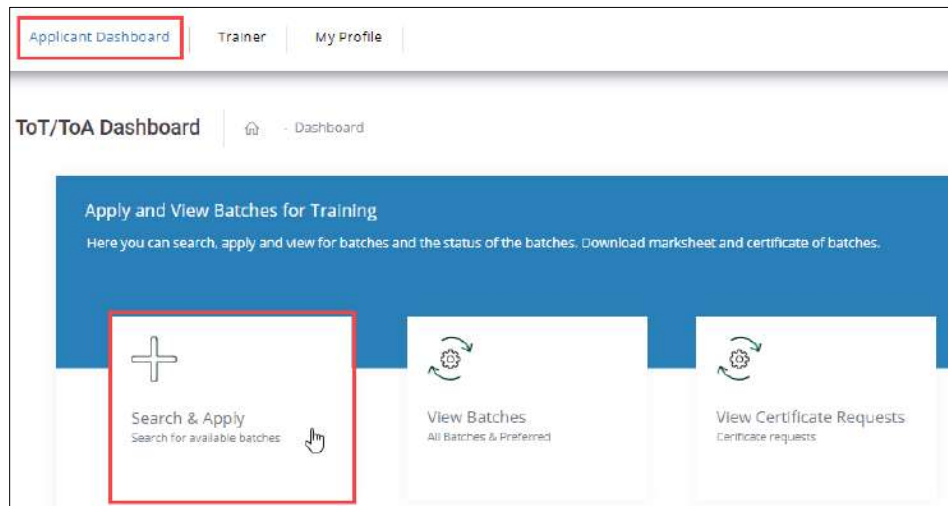 Applicant Dashboard Trainer My Profile
ToT/ToA Dashboard - Dashboard
Apply and View Batches for Training
Here you can search, apply and view for batches and the status of the batches. Download marksheet and certificate of batches.
Search & Apply
Search for available batches
View Batches
All Batches & Preferred
View Certificate Requests
Cerificate requests